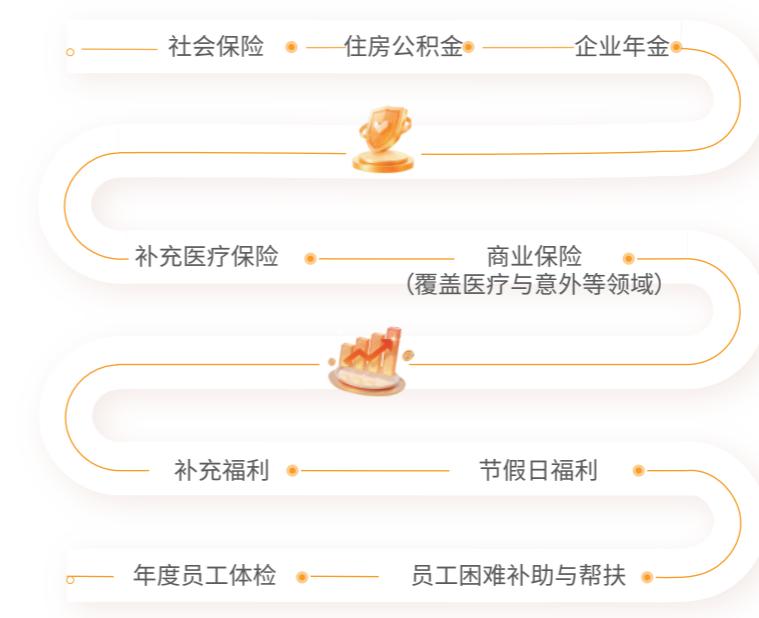 社会保险
住房公积金
企业年金
补充医疗保险
商业保险
（覆盖医疗与意外等领域）
补充福利
节假日福利
年度员工体检
员工困难补助与帮扶